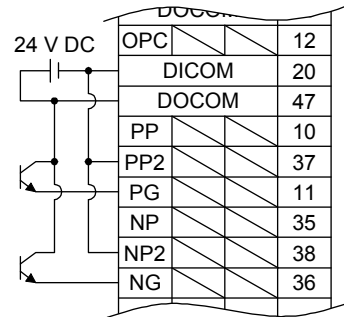 DOCOM
24 V DC
OPC 12
DICOM 20
DOCOM 47
PP 10
PP2 37
PG 11
NP 35
NP2 38
NG 36